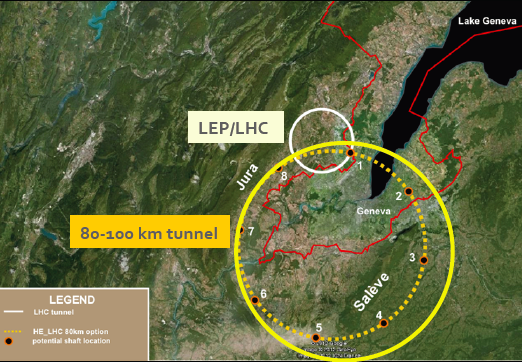 Lake Geneva
LEP/LHC
1
Jura
8
2
Geneva
80-100 km tunnel
7
3
Salève
6
4
5
LEGEND
LHC tunnel
HE_LHC 80km option
potential shaft location